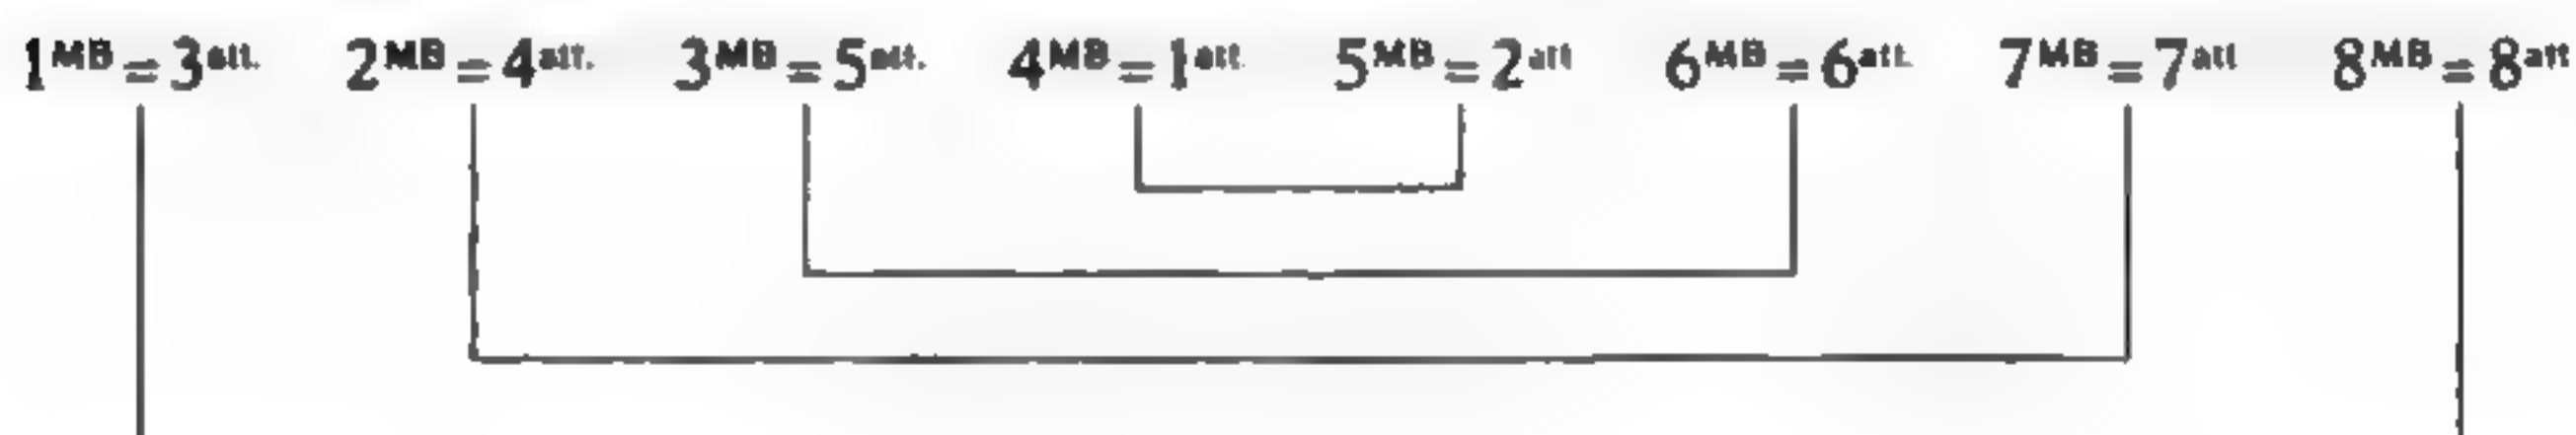 1MB = 3att. 2MB = 4att. 3MB = 5att. 4MB = 1att. 5MB = 2att 6MB = 6att. 7MB = 7att 8MB = 8att